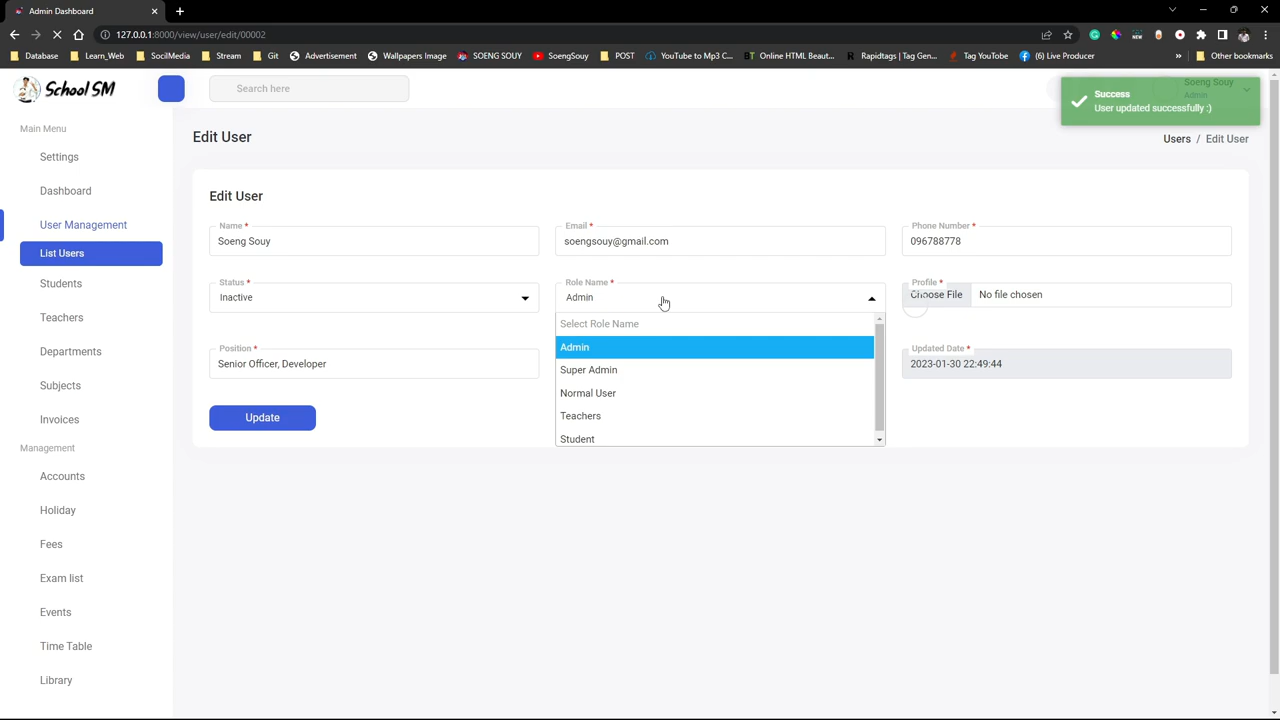 Admin Dashboard
127.0.0.1:8000/view/user/edit/00002
Database
Learn_Web
SocilMedia
Stream
Git
Advertisement
Wallpapers Image
SOENG SOUY
SoengSouy
POST
YouTube to Mp3 C...
Online HTML Beaut...
Rapidtags | Tag Gen...
Tag YouTube
(6) Live Producer
»
Other bookmarks
School SM
Search here
Soeng Souy
Admin
Success
User updated successfully :)
Main Menu
Settings
Dashboard
User Management
List Users
Students
Teachers
Departments
Subjects
Invoices
Management
Accounts
Holiday
Fees
Exam list
Events
Time Table
Library
Edit User
Users / Edit User
Edit User
Name *
Soeng Souy
Email *
soengsouy@gmail.com
Phone Number *
096788778
Status *
Inactive
Role Name *
Admin
Profile *
Choose File No file chosen
Select Role Name
Admin
Super Admin
Normal User
Teachers
Student
Position *
Senior Officer, Developer
Updated Date *
2023-01-30 22:49:44
Update